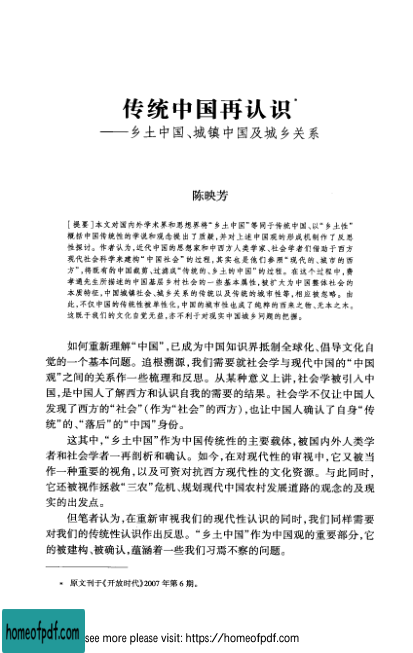 传统中国再认识*
——乡土中国、城镇中国及城乡关系
陈映芳
[提要]本文对国内外学术界和思想界将“乡土中国”等同于传统中国、以“乡土性”
概括中国传统性的学说和观念提出了质疑,并对上述中国观的形成机制作了反思
性探讨。作者认为,近代中国的思想家和中西方人类学家、社会学者们借助于西方
现代社会科学来建构“中国社会”的过程,其实也是他们参照“现代的、城市的西
方”,将既有的中国裁剪、过滤成“传统的、乡土的中国”的过程。在这个过程中,费
孝通先生所描述的中国基层乡村社会的一些基本属性,被扩大为中国整体社会的
本质特征,中国城镇社会、城乡关系的传统以及传统的城市性等,相应被忽略。由
此,不仅中国的传统性被单性化,中国的城市性也成了纯粹的西来之物、无本之木。
这既于我们的文化自觉无益,亦不利于对现实中国城乡问题的把握。
如何重新理解“中国”,已成为中国知识界抵制全球化、倡导文化自
觉的一个基本问题。追根溯源,我们需要就社会学与现代中国的“中国
观”之间的关系作一些梳理和反思。从某种意义上讲,社会学被引入中
国,是中国人了解西方和认识自我的需要的结果。社会学不仅让中国人
发现了西方的“社会”(作为“社会”的西方),也让中国人确认了自身“传
统”的、“落后”的“中国”身份。
这其中,“乡土中国”作为中国传统性的主要载体,被国内外人类学
者和社会学者一再剖析和确认。如今,在对现代性的审视中,它又被当
作一种重要的视角,以及可资对抗西方现代性的文化资源。与此同时,
它还被视作拯救“三农”危机、规划现代中国农村发展道路的观念的及现
实的出发点。
但笔者认为,在重新审视我们的现代性认识的同时,我们同样需要
对我们的传统性认识作出反思。“乡土中国”作为中国观的重要部分,它
的被建构、被确认,蕴涵着一些我们习焉不察的问题。
* 原文刊于《开放时代》2007 年第 6 期。
homeofpdf.com
see more please visit: https://homeofpdf.com